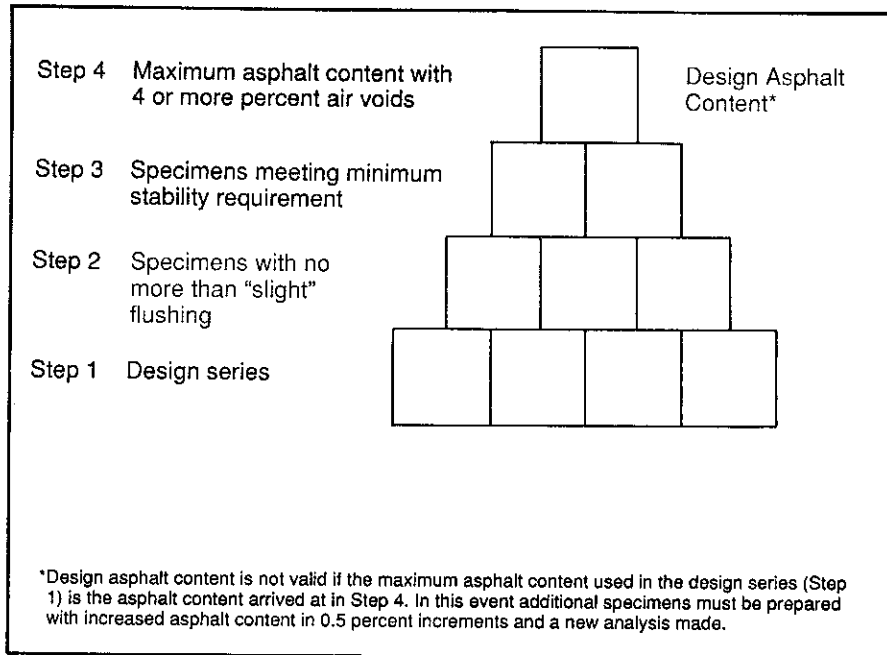 Step 4 Maximum asphalt content with
4 or more percent air voids
Design Asphalt
Content*
Step 3 Specimens meeting minimum
stability requirement
Step 2 Specimens with no
more than “slight”
flushing
Step 1 Design series
*Design asphalt content is not valid if the maximum asphalt content used in the design series (Step
1) is the asphalt content arrived at in Step 4. In this event additional specimens must be prepared
with increased asphalt content in 0.5 percent increments and a new analysis made.